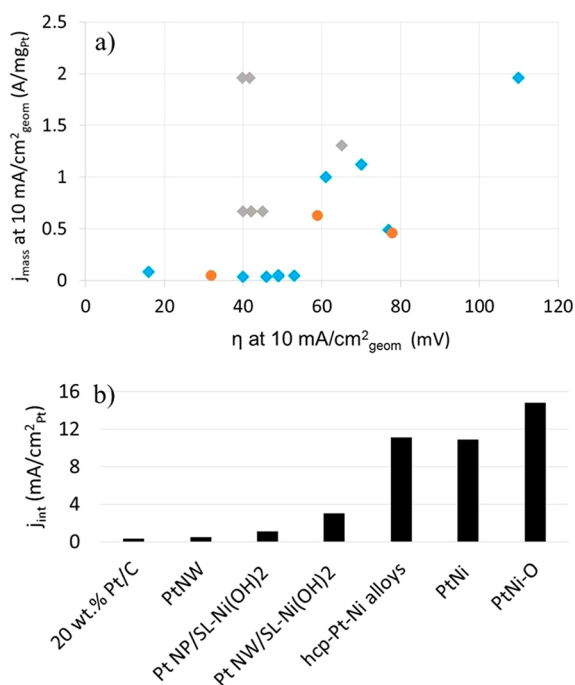 a)
j_mass at 10 mA/cm²_geom (A/mg_Pt)
2.5
2
1.5
1
0.5
0
0 20 40 60 80 100 120
η at 10 mA/cm²_geom (mV)
b)
j_int (mA/cm²_Pt)
16
12
8
4
0
20 wt.% Pt/C
PtNW
Pt NP/SL-Ni(OH)2
Pt NW/SL-Ni(OH)2
hcp-Pt-Ni alloys
PtNi
PtNi-O